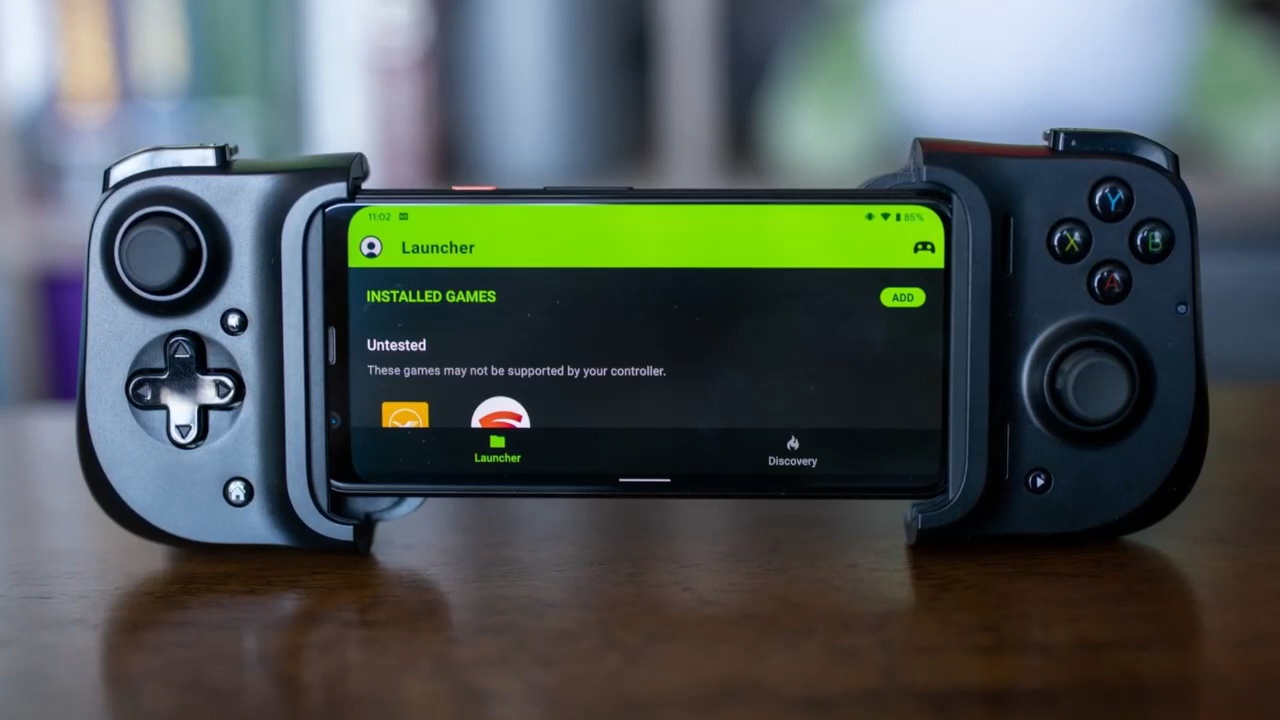 11:02
85%
Launcher
INSTALLED GAMES
ADD
Untested
These games may not be supported by your controller.
Launcher
Discovery
Y
X
B
A